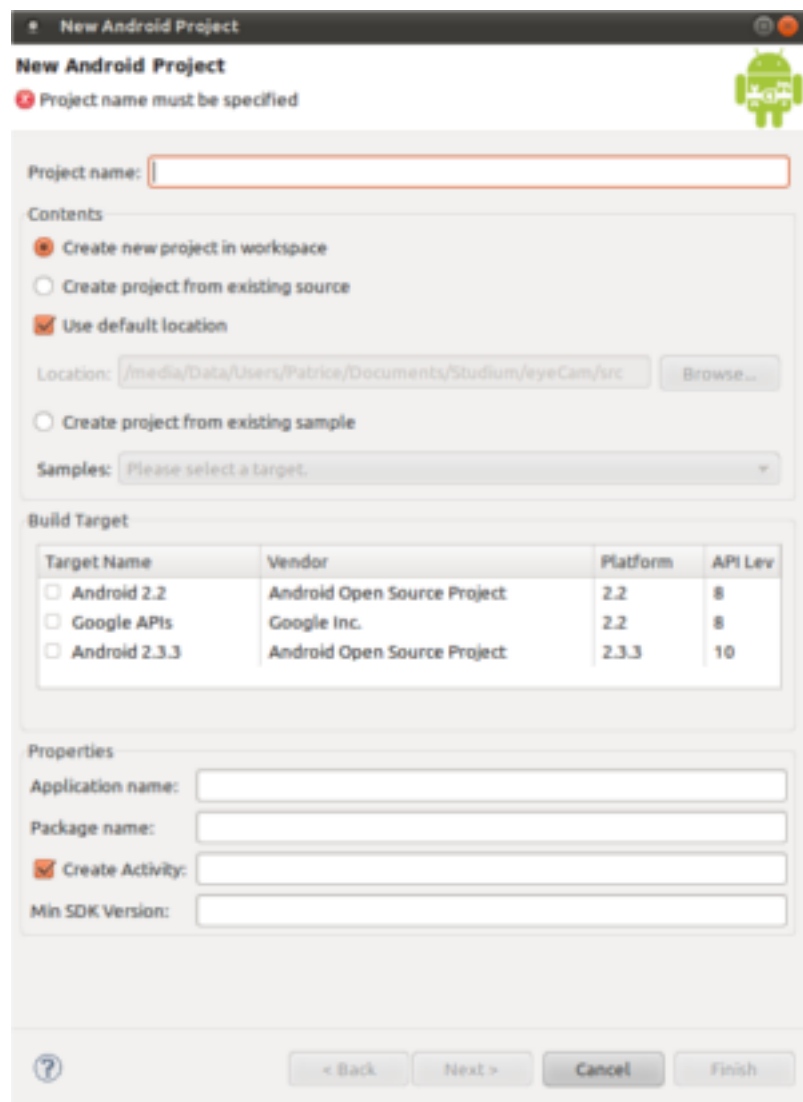 New Android Project
New Android Project
Project name must be specified
Project name:
Contents
Create new project in workspace
Create project from existing source
Use default location
Location: /media/Data/Users/Patrice/Documents/Studium/eyeCam/src Browse...
Create project from existing sample
Samples: Please select a target.
Build Target
Target Name Vendor Platform API Lev
Android 2.2 Android Open Source Project 2.2 8
Google APIs Google Inc. 2.2 8
Android 2.3.3 Android Open Source Project 2.3.3 10
Properties
Application name:
Package name:
Create Activity:
Min SDK Version:
? < Back Next > Cancel Finish